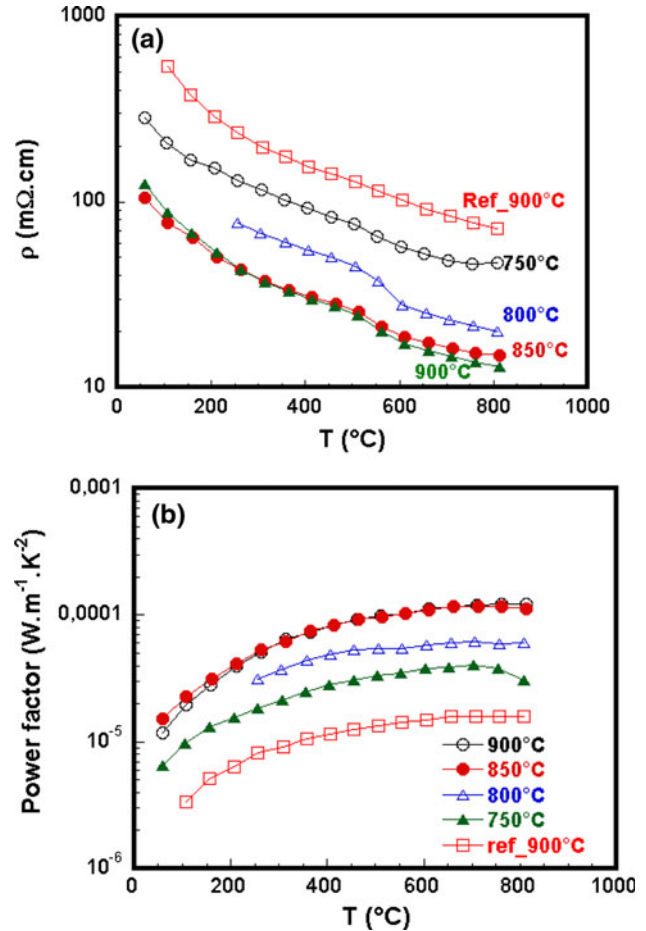 (a)
1000
100
10
ρ (mΩ.cm)
Ref_900°C
750°C
800°C
850°C
900°C
0 200 400 600 800 1000
T (°C)
(b)
0,001
0,0001
10⁻⁵
10⁻⁶
Power factor (W.m⁻¹.K⁻²)
900°C
850°C
800°C
750°C
ref_900°C
0 200 400 600 800 1000
T (°C)